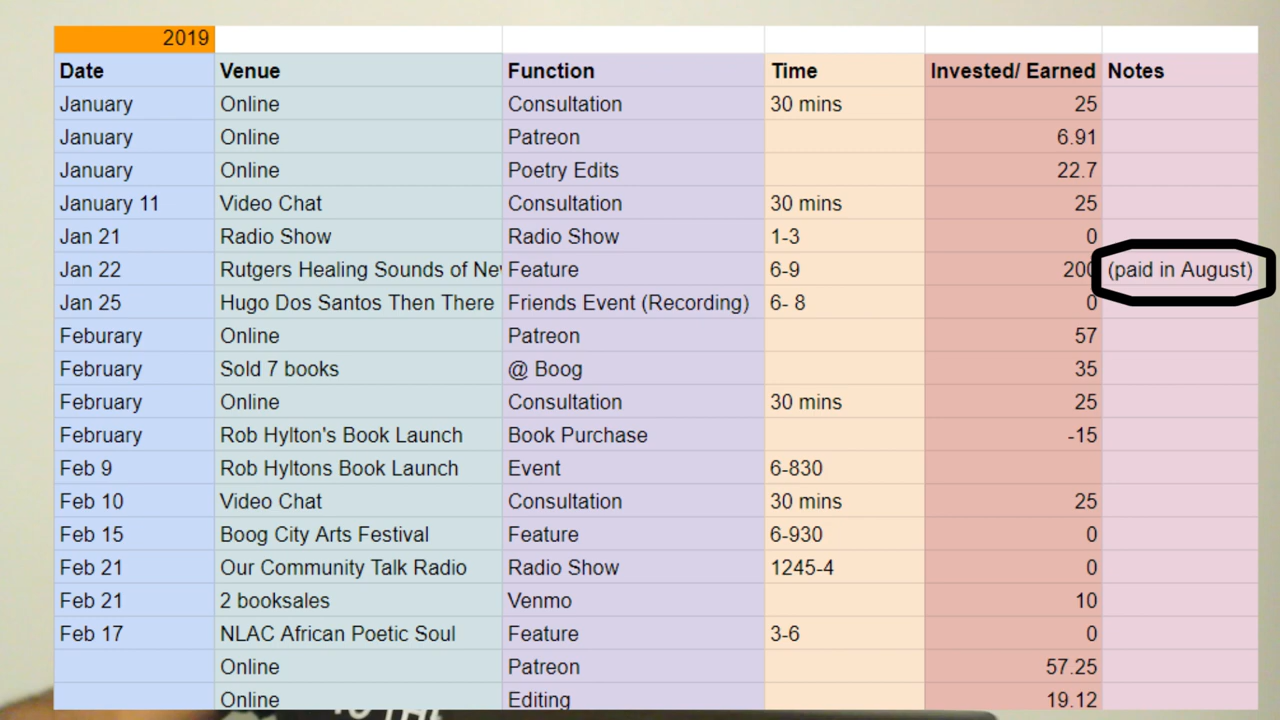 2019
Date Venue Function Time Invested/ Earned Notes
January Online Consultation 30 mins 25
January Online Patreon 6.91
January Online Poetry Edits 22.7
January 11 Video Chat Consultation 30 mins 25
Jan 21 Radio Show Radio Show 1-3 0
Jan 22 Rutgers Healing Sounds of Ne Feature 6-9 200 (paid in August)
Jan 25 Hugo Dos Santos Then There Friends Event (Recording) 6- 8 0
Feburary Online Patreon 57
February Sold 7 books @ Boog 35
February Online Consultation 30 mins 25
February Rob Hylton's Book Launch Book Purchase -15
Feb 9 Rob Hyltons Book Launch Event 6-830
Feb 10 Video Chat Consultation 30 mins 25
Feb 15 Boog City Arts Festival Feature 6-930 0
Feb 21 Our Community Talk Radio Radio Show 1245-4 0
Feb 21 2 booksales Venmo 10
Feb 17 NLAC African Poetic Soul Feature 3-6 0
Online Patreon 57.25
Online Editing 19.12